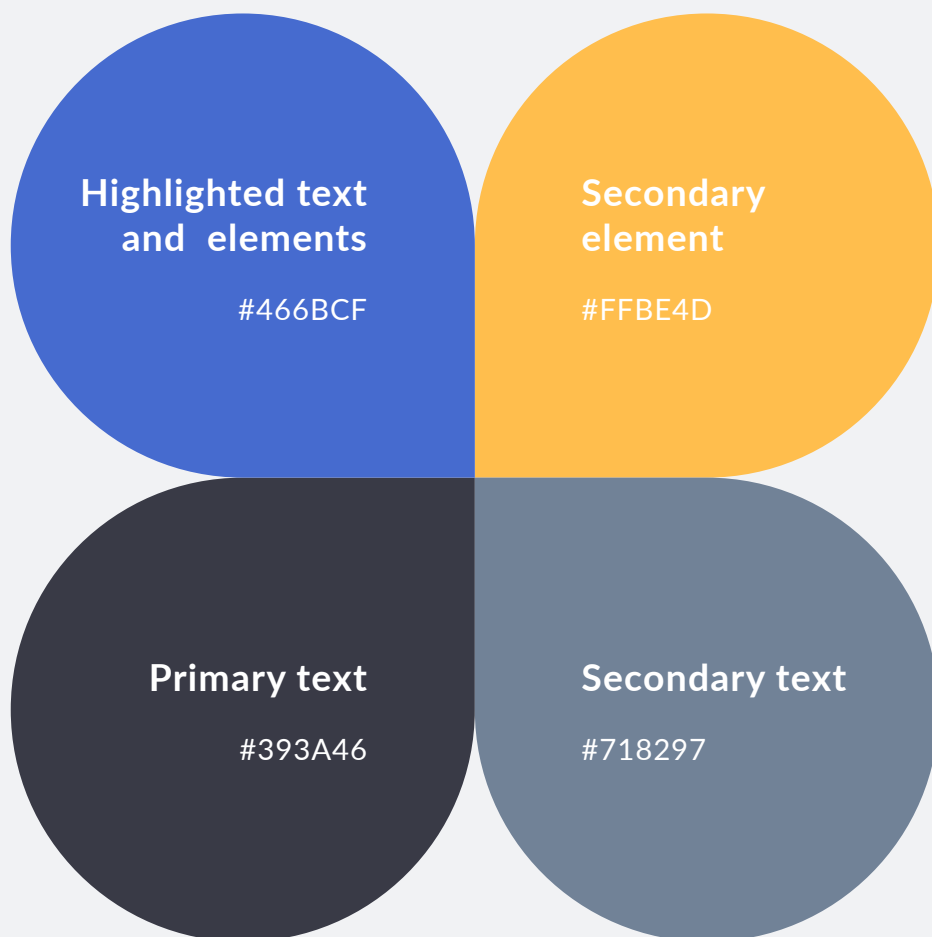 Highlighted text
and  elements
#466BCF
Secondary
element
#FFBE4D
Primary text
#393A46
Secondary text
#718297